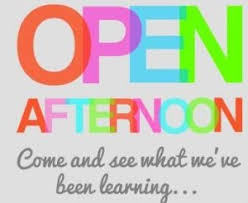 OPEN
AFTERNOON
Come and see what we've
been learning...